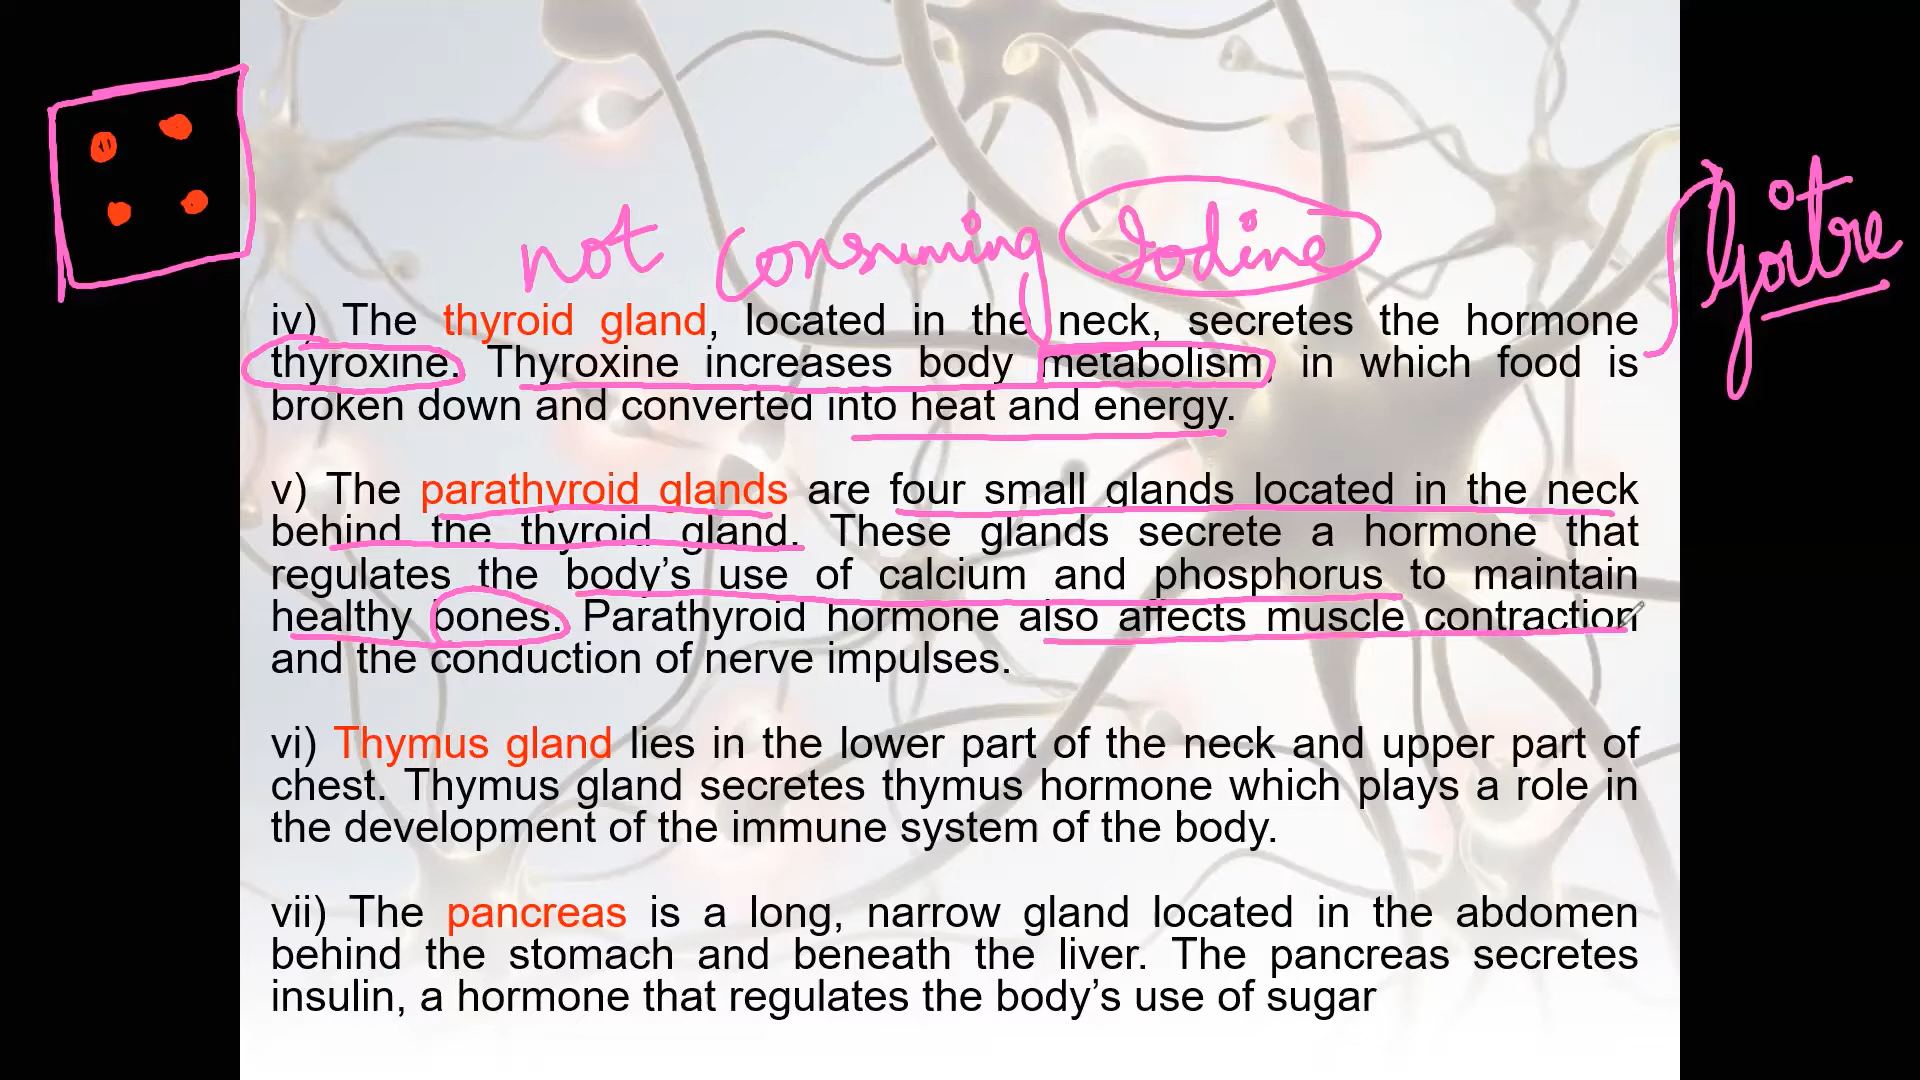 not consuming Iodine
Goitre
iv) The thyroid gland, located in the neck, secretes the hormone
thyroxine. Thyroxine increases body metabolism, in which food is
broken down and converted into heat and energy.
v) The parathyroid glands are four small glands located in the neck
behind the thyroid gland. These glands secrete a hormone that
regulates the body’s use of calcium and phosphorus to maintain
healthy bones. Parathyroid hormone also affects muscle contraction
and the conduction of nerve impulses.
vi) Thymus gland lies in the lower part of the neck and upper part of
chest. Thymus gland secretes thymus hormone which plays a role in
the development of the immune system of the body.
vii) The pancreas is a long, narrow gland located in the abdomen
behind the stomach and beneath the liver. The pancreas secretes
insulin, a hormone that regulates the body’s use of sugar